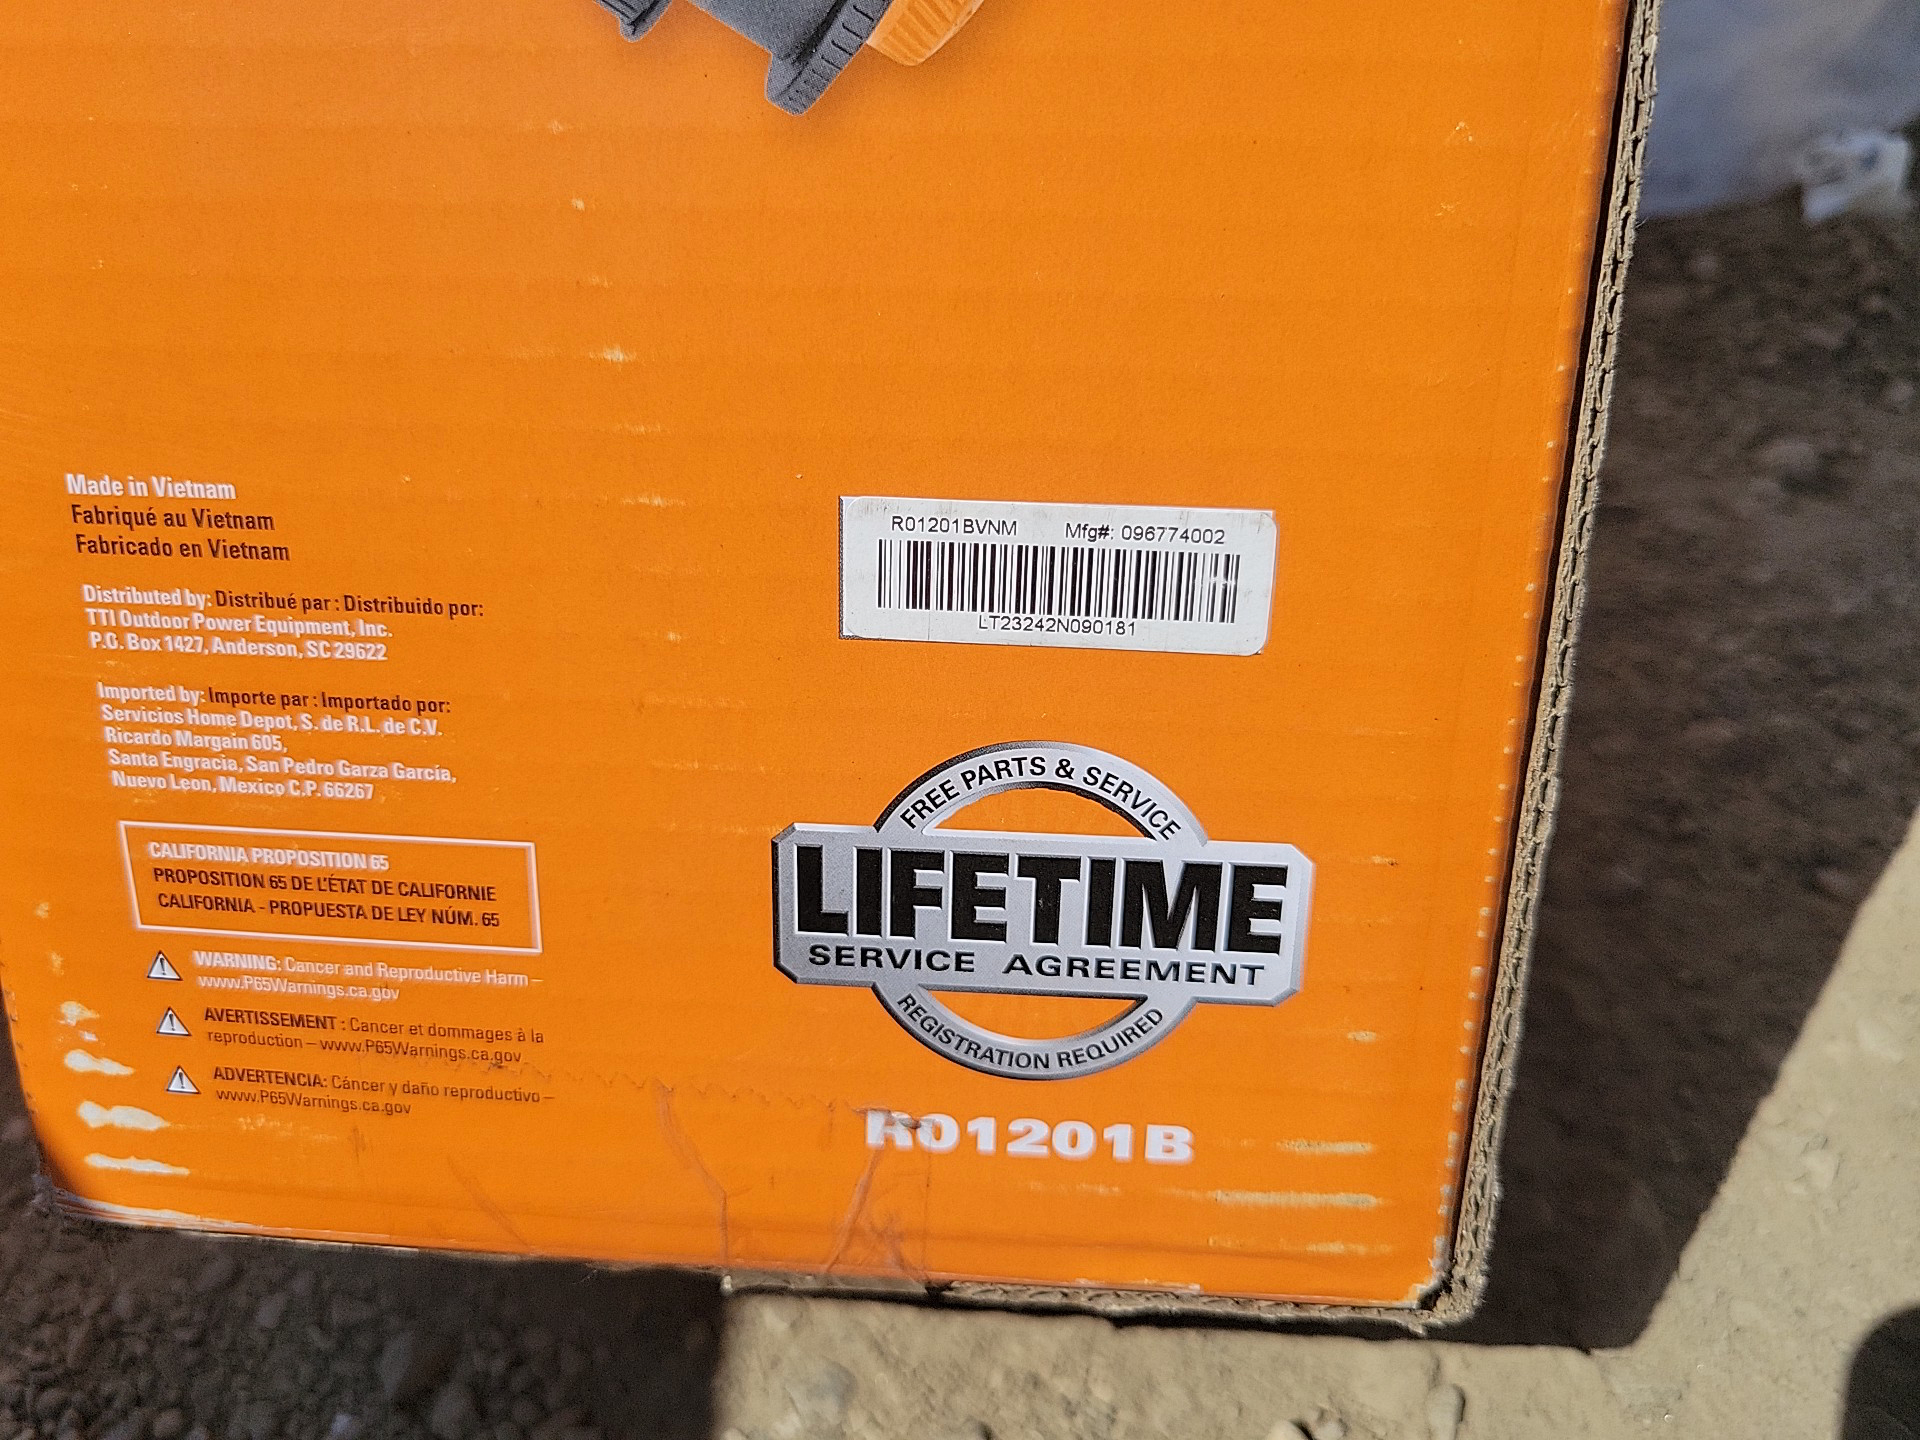 Made in Vietnam
Fabriqué au Vietnam
Fabricado en Vietnam
Distributed by: Distribué par : Distribuido por:
TTI Outdoor Power Equipment, Inc.
P.O. Box 1427, Anderson, SC 29622
Imported by: Importe par : Importado por:
Servicios Home Depot, S. de R.L. de C.V.
Ricardo Margain 605,
Santa Engracia, San Pedro Garza García,
Nuevo Leon, Mexico C.P. 66267
CALIFORNIA PROPOSITION 65
PROPOSITION 65 DE L'ÉTAT DE CALIFORNIE
CALIFORNIA - PROPUESTA DE LEY NÚM. 65
WARNING: Cancer and Reproductive Harm –
www.P65Warnings.ca.gov
AVERTISSEMENT : Cancer et dommages à la
reproduction – www.P65Warnings.ca.gov
ADVERTENCIA: Cáncer y daño reproductivo –
www.P65Warnings.ca.gov
R01201BVNM Mfg#: 096774002
LT23242N090181
FREE PARTS & SERVICE
LIFETIME
SERVICE AGREEMENT
REGISTRATION REQUIRED
R01201B